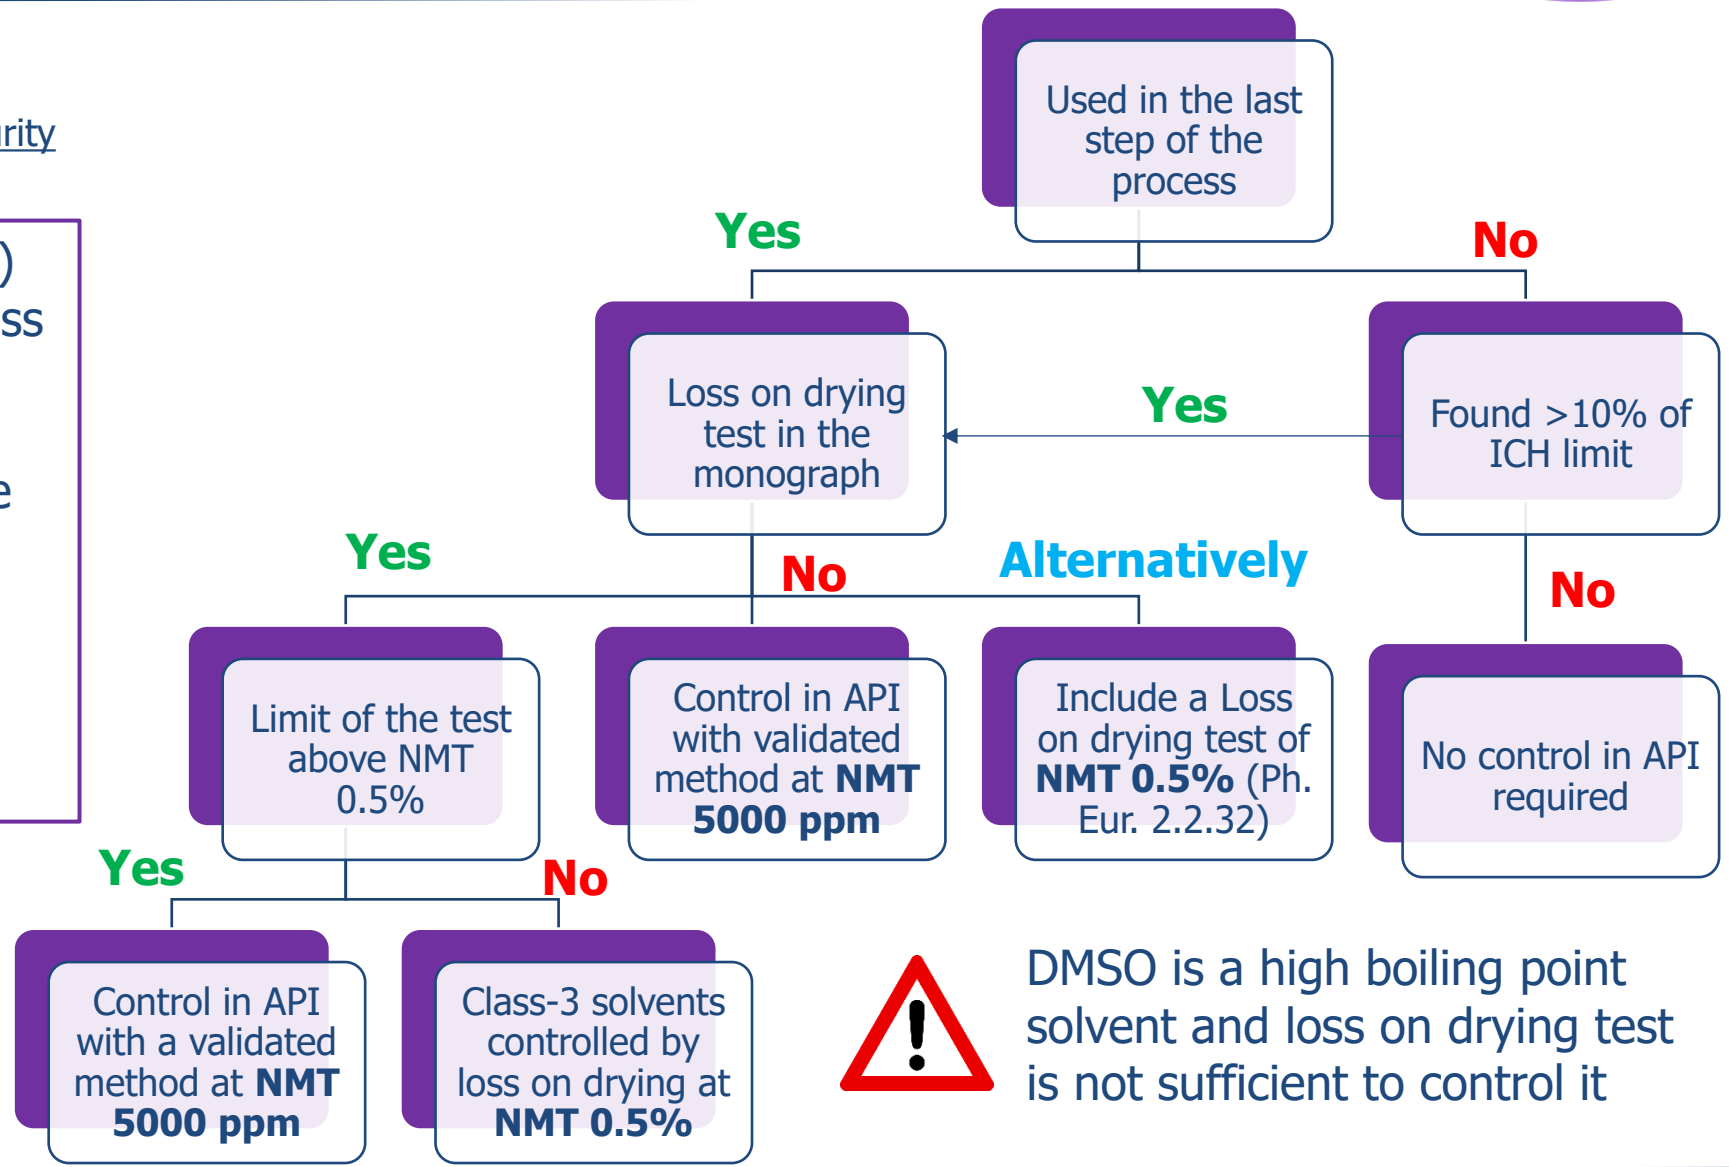 urity
)
ss
e
Used in the last
step of the
process
Yes
No
Loss on drying
test in the
monograph
Yes
Found >10% of
ICH limit
Yes
No
Alternatively
No
Limit of the test
above NMT
0.5%
Control in API
with validated
method at NMT
5000 ppm
Include a Loss
on drying test of
NMT 0.5% (Ph.
Eur. 2.2.32)
No control in API
required
Yes
No
Control in API
with a validated
method at NMT
5000 ppm
Class-3 solvents
controlled by
loss on drying at
NMT 0.5%
DMSO is a high boiling point
solvent and loss on drying test
is not sufficient to control it